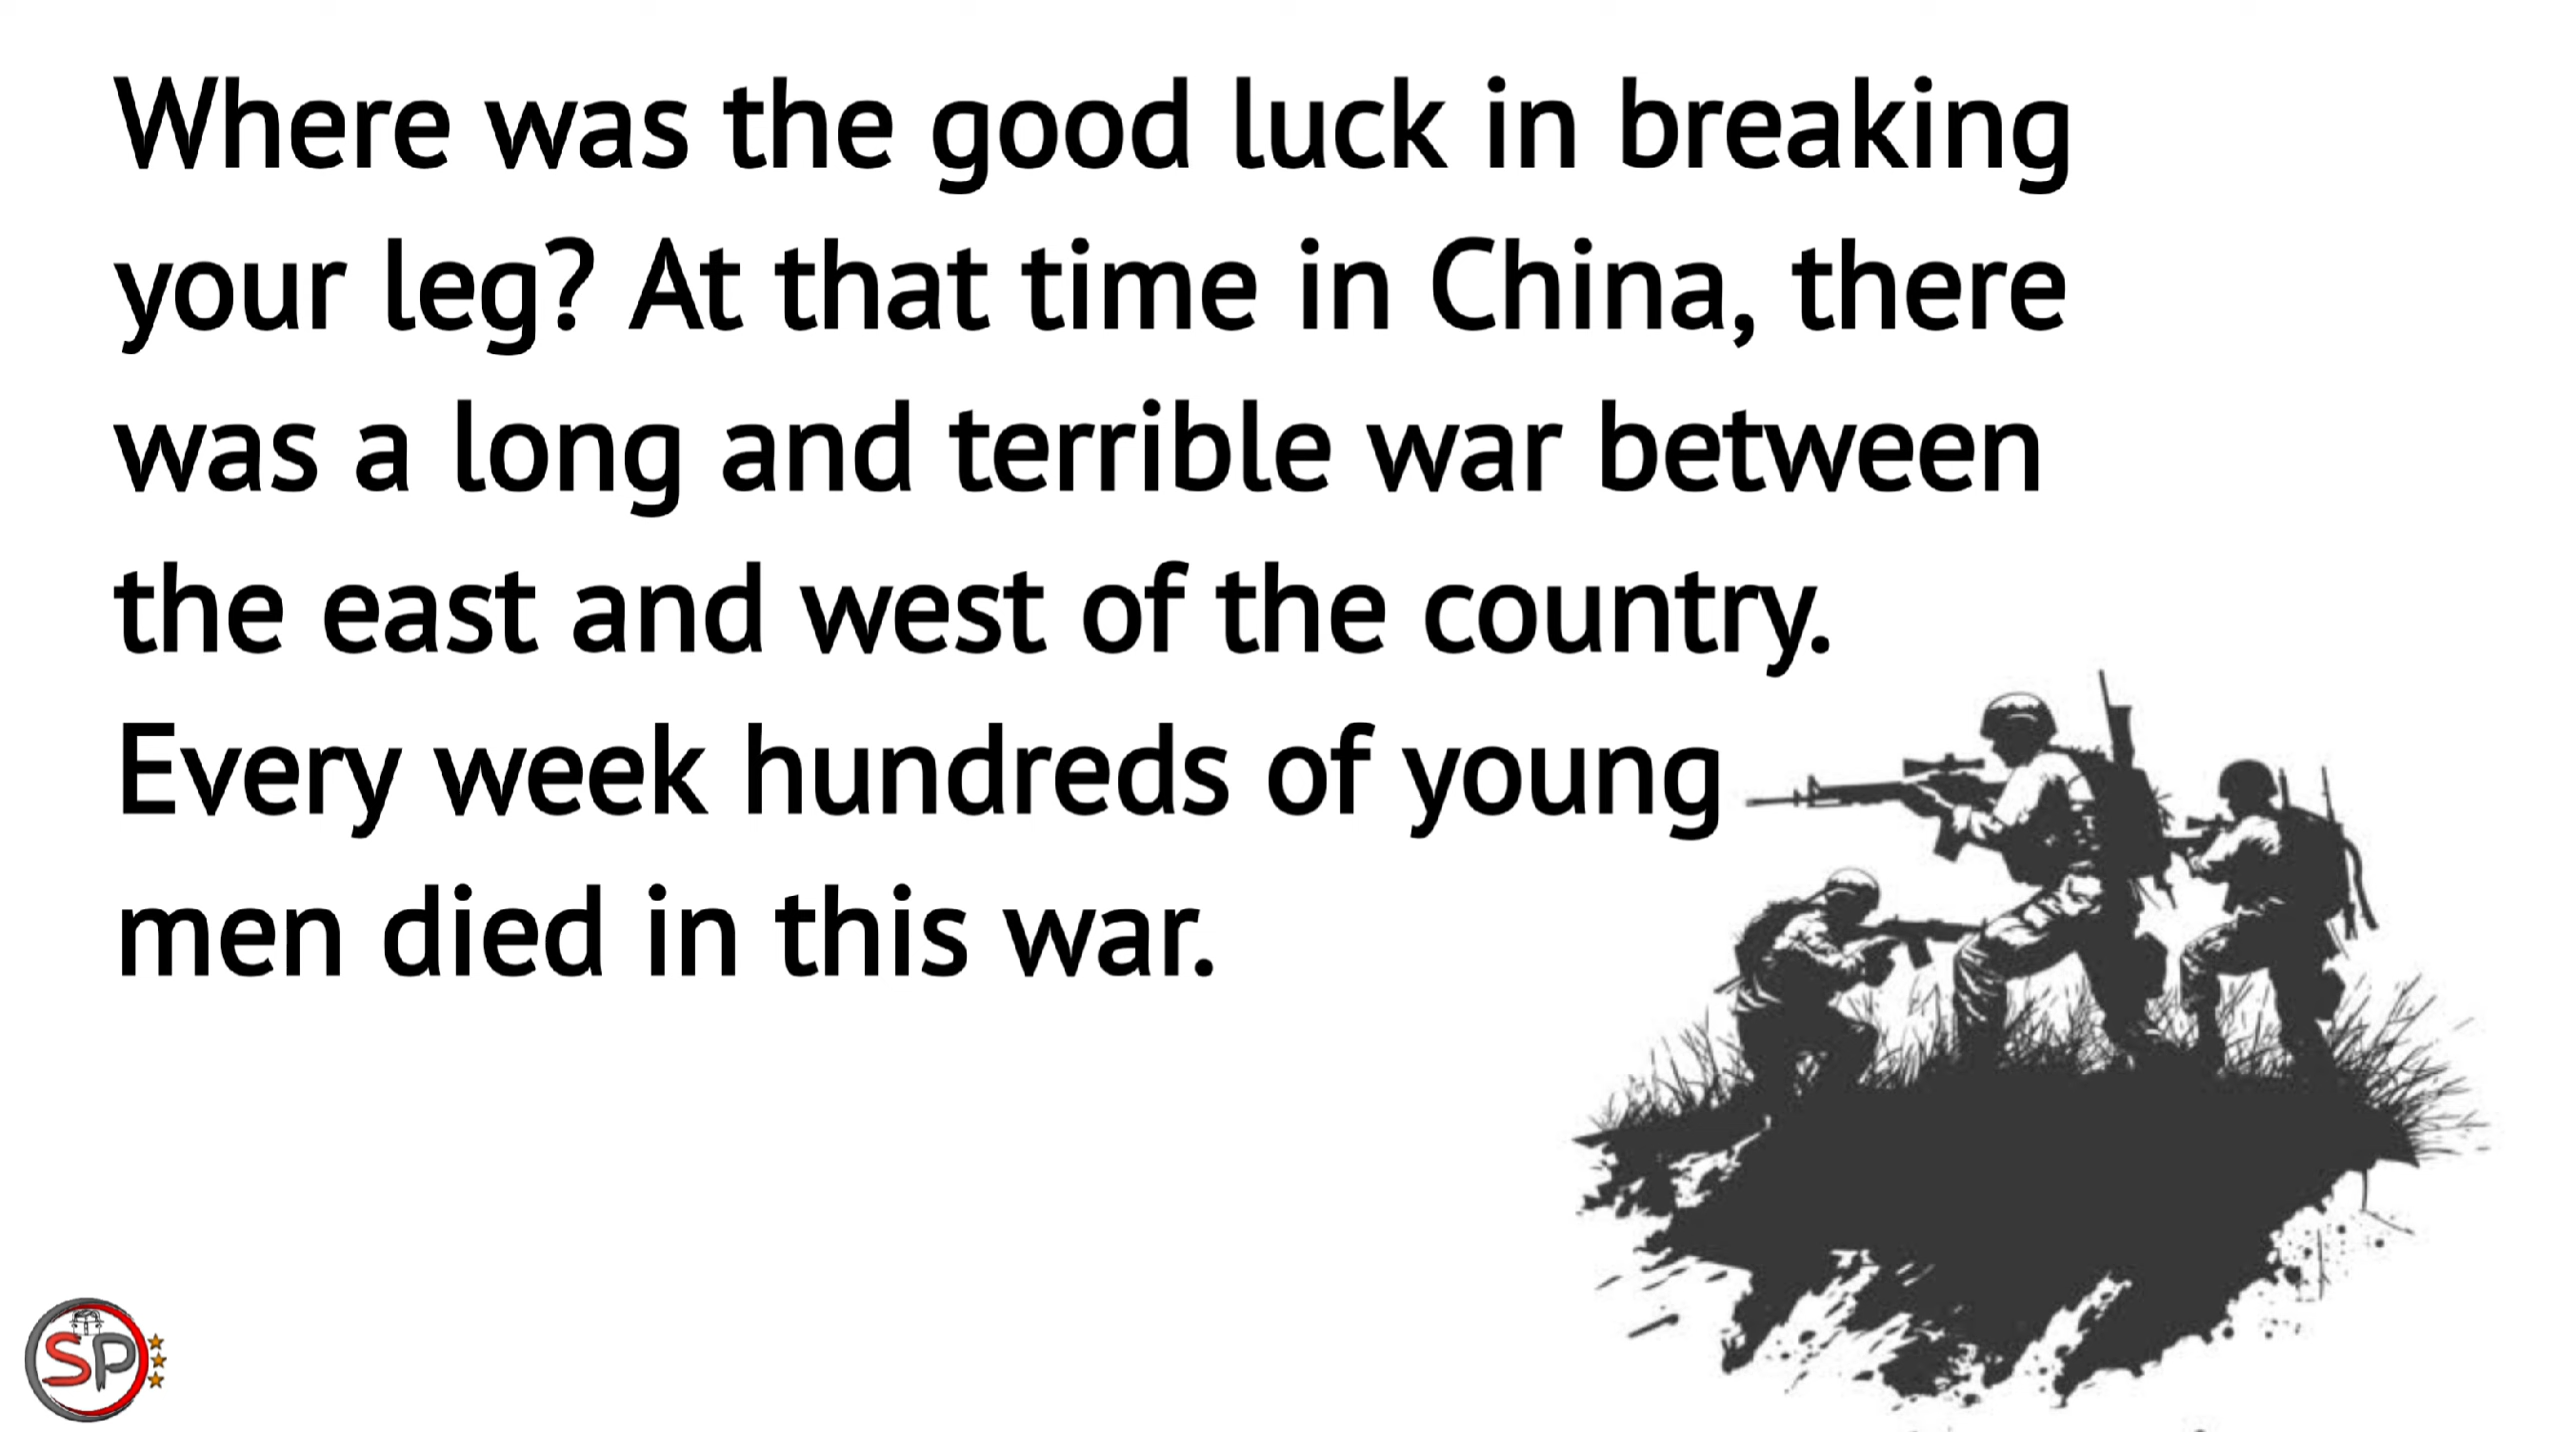 Where was the good luck in breaking
your leg? At that time in China, there
was a long and terrible war between
the east and west of the country.
Every week hundreds of young
men died in this war.
SP